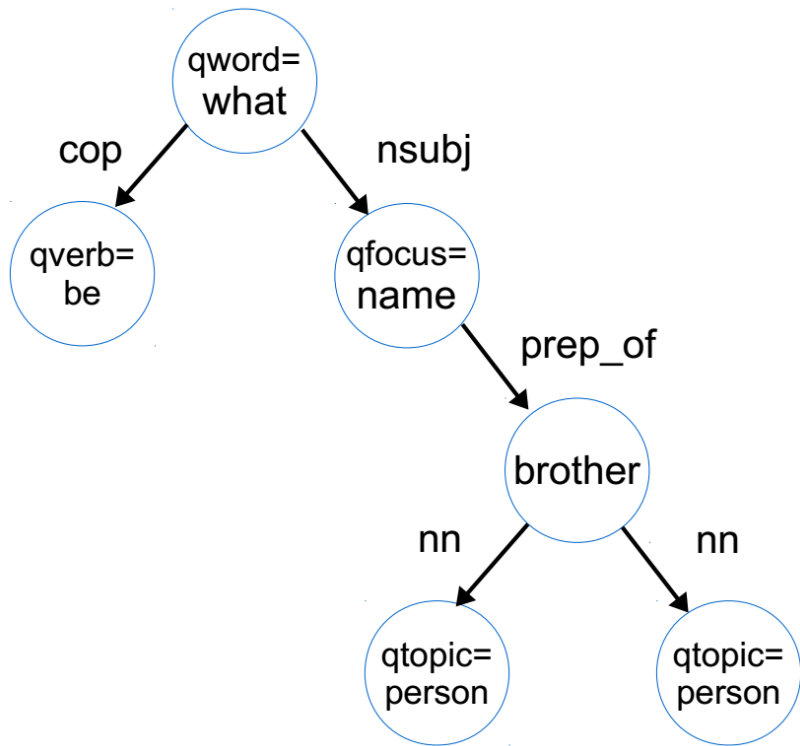 qword=
what
cop
nsubj
qverb=
be
qfocus=
name
prep_of
brother
nn
nn
qtopic=
person
qtopic=
person